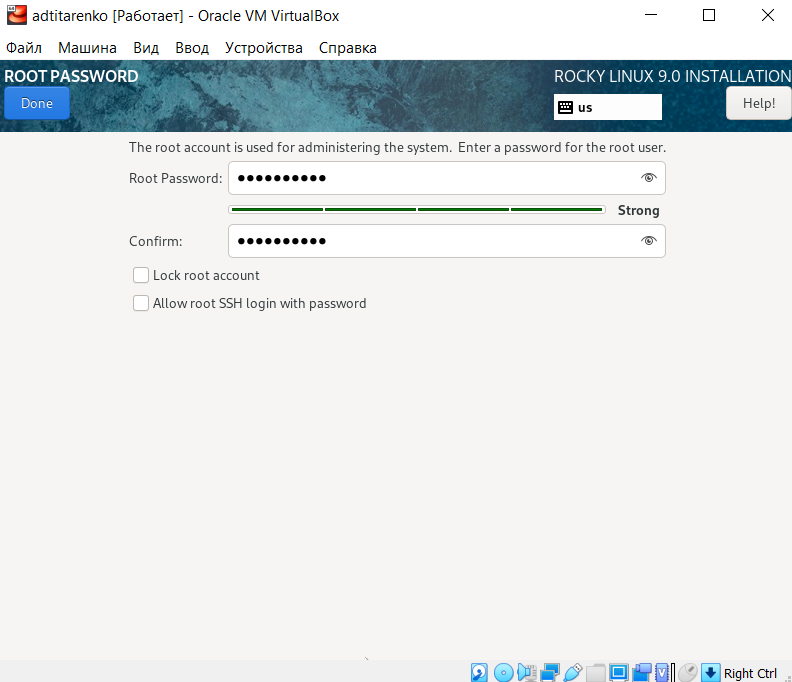 adtitarenko [Работает] - Oracle VM VirtualBox
Файл Машина Вид Ввод Устройства Справка
ROOT PASSWORD
ROCKY LINUX 9.0 INSTALLATION
Done
us
Help!
The root account is used for administering the system. Enter a password for the root user.
Root Password: ●●●●●●●●●●
Strong
Confirm: ●●●●●●●●●●
Lock root account
Allow root SSH login with password
Right Ctrl